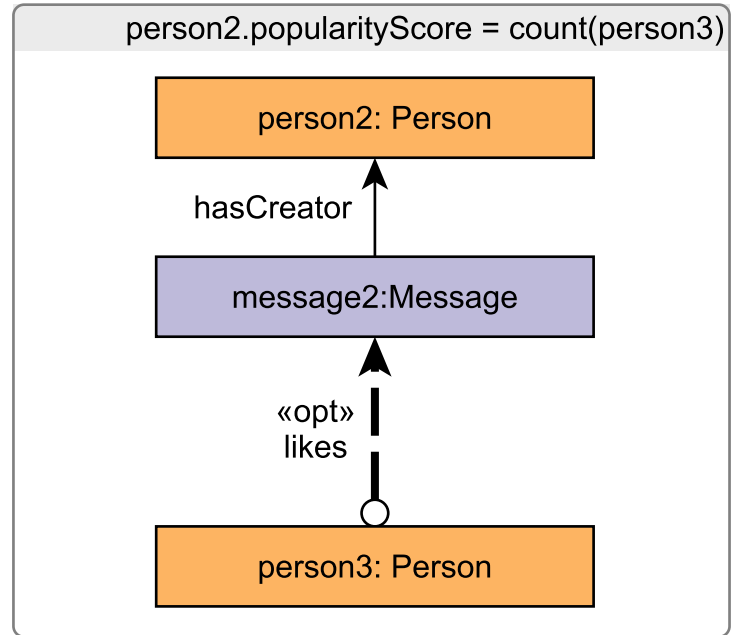 person2.popularityScore = count(person3)
person2: Person
hasCreator
message2:Message
«opt»
likes
person3: Person